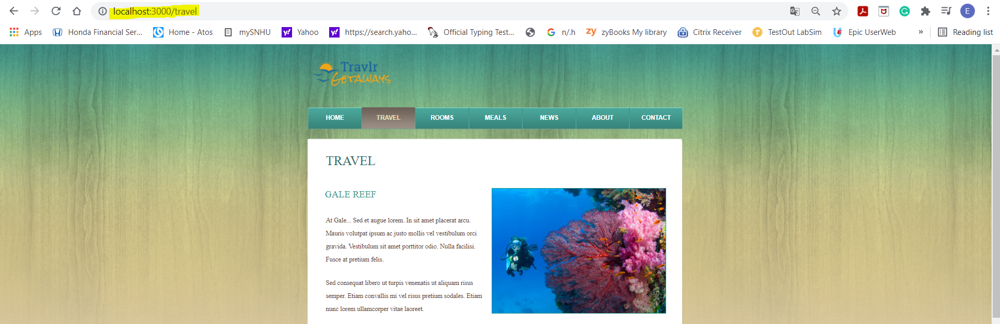 localhost:3000/travel
E
Apps Honda Financial Ser... Home - Atos mySNHU y! Yahoo y! https://search.yaho... Official Typing Test... G n/.h zy zyBooks My library Citrix Receiver T TestOut LabSim Epic UserWeb » Reading list
Travlr
Getaways
HOME TRAVEL ROOMS MEALS NEWS ABOUT CONTACT
TRAVEL
GALE REEF
At Gale... Sed et augue lorem. In sit amet placerat arcu.
Mauris volutpat ipsum ac justo mollis vel vestibulum orci
gravida. Vestibulum sit amet porttitor odio. Nulla facilisi.
Fusce at pretium felis.
Sed consequat libero ut turpis venenatis ut aliquam risus
semper. Etiam convallis mi vel risus pretium sodales. Etiam
nunc lorem ullamcorper vitae laoreet.